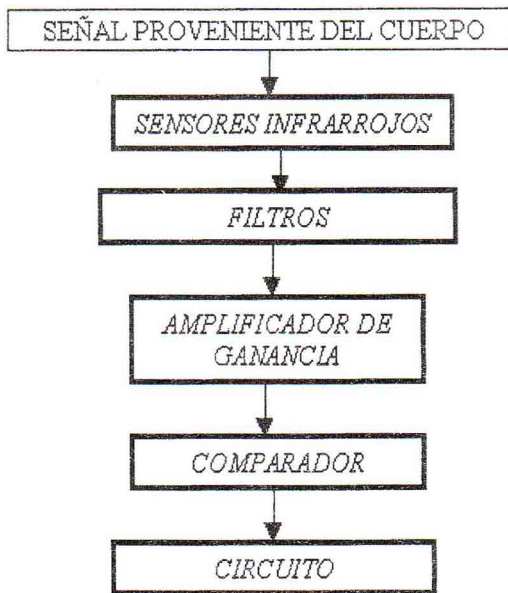 SEÑAL PROVENIENTE DEL CUERPO
SENSORES INFRARROJOS
FILTROS
AMPLIFICADOR DE
GANANCIA
COMPARADOR
CIRCUITO